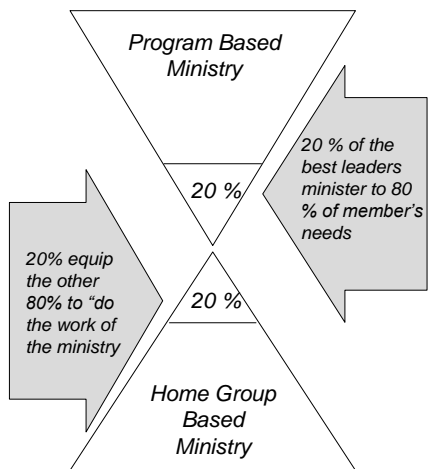 Program Based
Ministry
20 % of the
best leaders
minister to 80
% of member's
needs
20 %
20% equip
the other
80% to “do
the work of
the ministry
20 %
Home Group
Based
Ministry